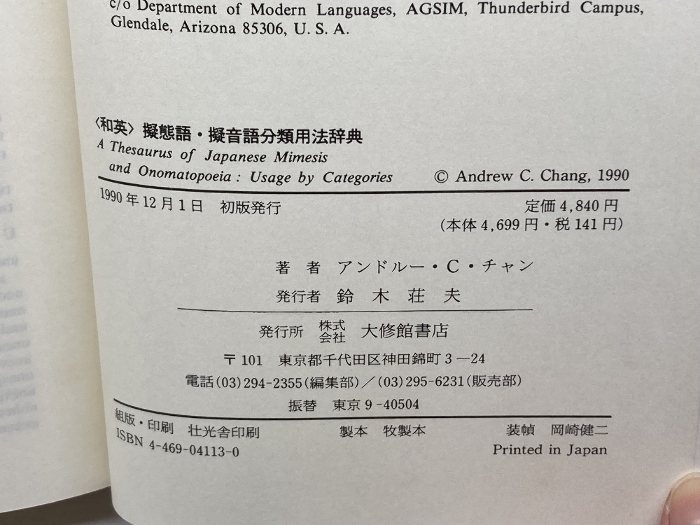 c/o Department of Modern Languages, AGSIM, Thunderbird Campus,
Glendale, Arizona 85306, U. S. A.
〈和英〉擬態語・擬音語分類用法辞典
A Thesaurus of Japanese Mimesis
and Onomatopoeia : Usage by Categories
© Andrew C. Chang, 1990
1990年12月1日 初版発行
定価 4,840 円
（本体 4,699 円・税 141 円）
著者 アンドルー・C・チャン
発行者 鈴木荘夫
発行所 株式会社 大修館書店
〒101 東京都千代田区神田錦町 3—24
電話 (03) 294-2355 (編集部) ／ (03) 295-6231 (販売部)
振替 東京 9-40504
組版・印刷 壮光舎印刷 製本 牧製本 装幀 岡崎健二
ISBN 4-469-04113-0
Printed in Japan